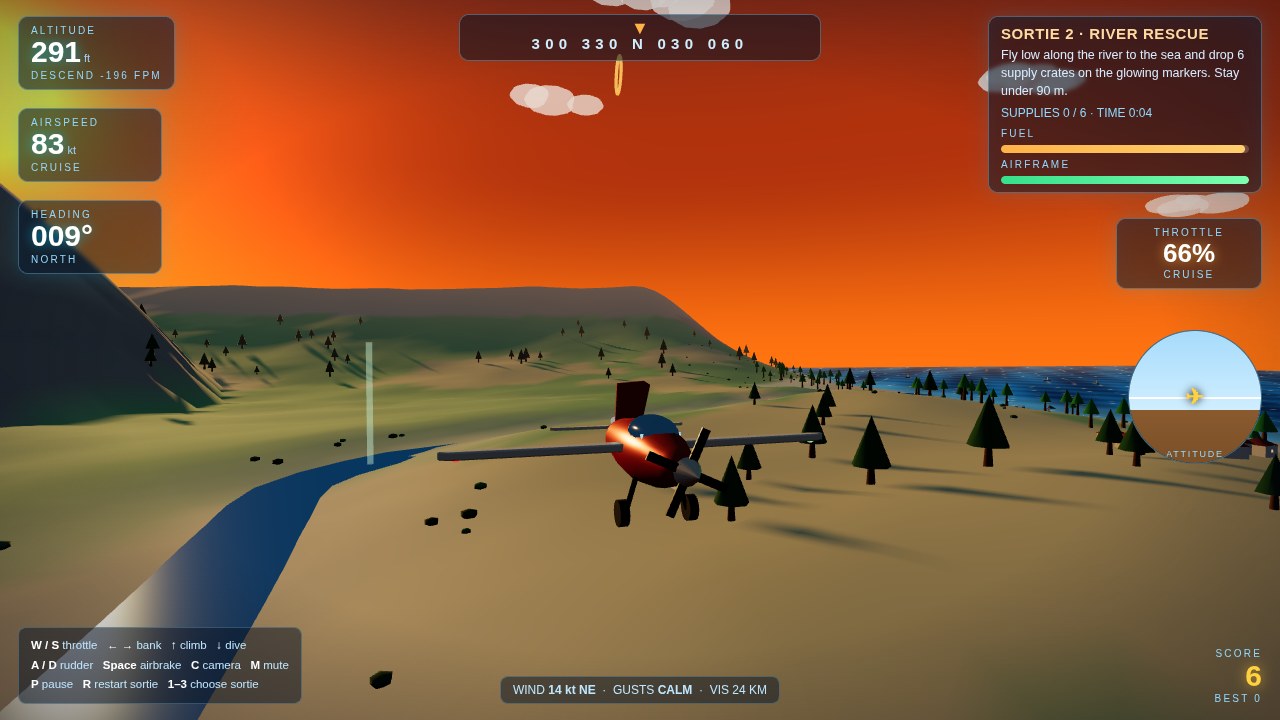 ALTITUDE
291 ft
DESCEND -196 FPM
AIRSPEED
83 kt
CRUISE
HEADING
009°
NORTH
300 330 N 030 060
SORTIE 2 · RIVER RESCUE
Fly low along the river to the sea and drop 6
supply crates on the glowing markers. Stay
under 90 m.
SUPPLIES 0 / 6 · TIME 0:04
FUEL
AIRFRAME
THROTTLE
66%
CRUISE
ATTITUDE
W / S throttle ← → bank ↑ climb ↓ dive
A / D rudder Space airbrake C camera M mute
P pause R restart sortie 1–3 choose sortie
WIND 14 kt NE · GUSTS CALM · VIS 24 KM
SCORE
6
BEST 0